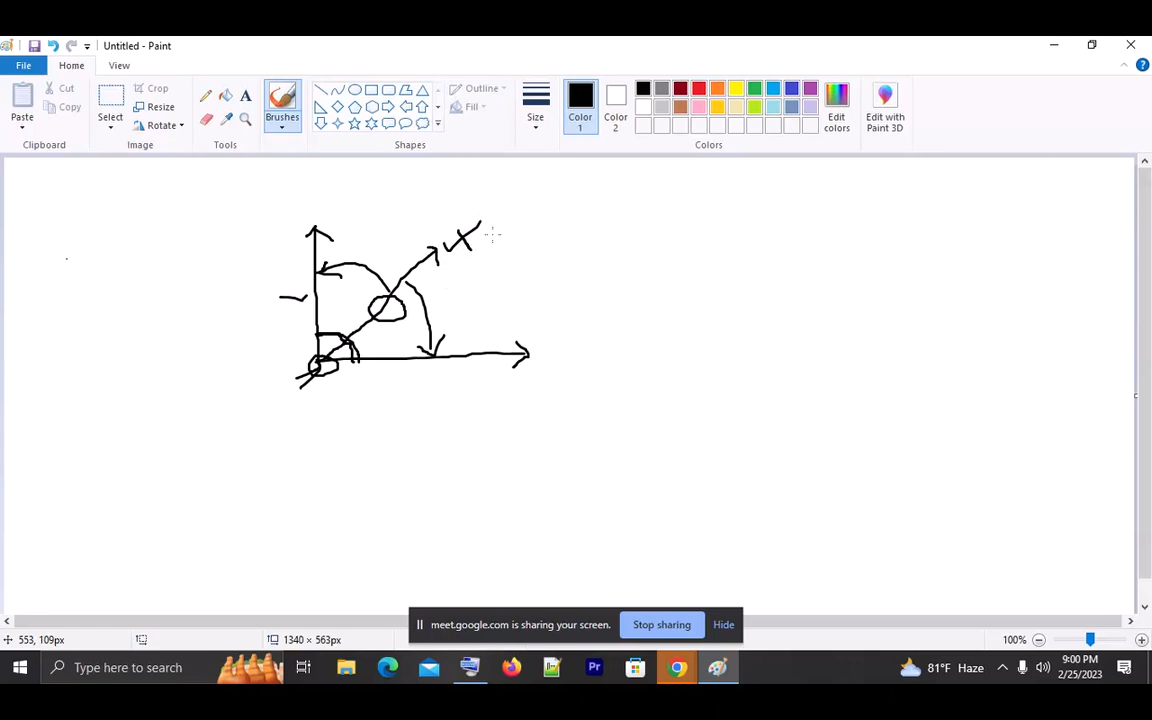 Untitled - Paint
File
Home
View
Paste
Cut
Copy
Clipboard
Select
Crop
Resize
Rotate
Image
A
Tools
Brushes
Shapes
Outline
Fill
Size
Color 1
Color 2
Colors
Edit colors
Edit with Paint 3D
meet.google.com is sharing your screen.
Stop sharing
Hide
553, 109px
1340 × 563px
100%
Type here to search
Pr
81°F Haze
9:00 PM
2/25/2023